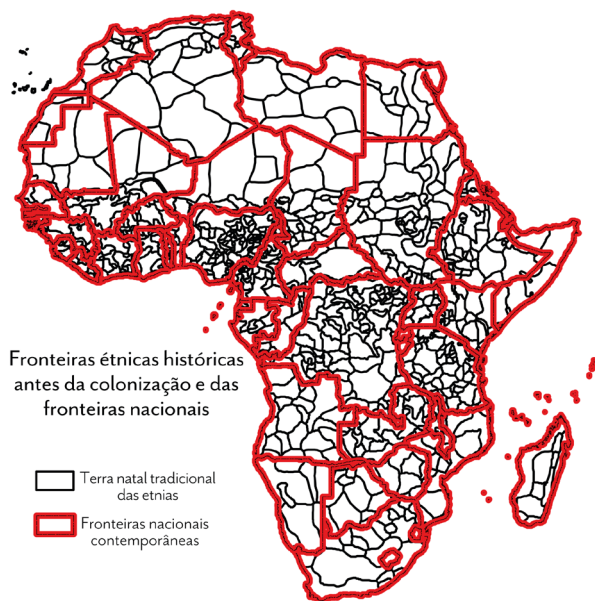 Fronteiras étnicas históricas
antes da colonização e das
fronteiras nacionais
Terra natal tradicional
das etnias
Fronteiras nacionais
contemporâneas